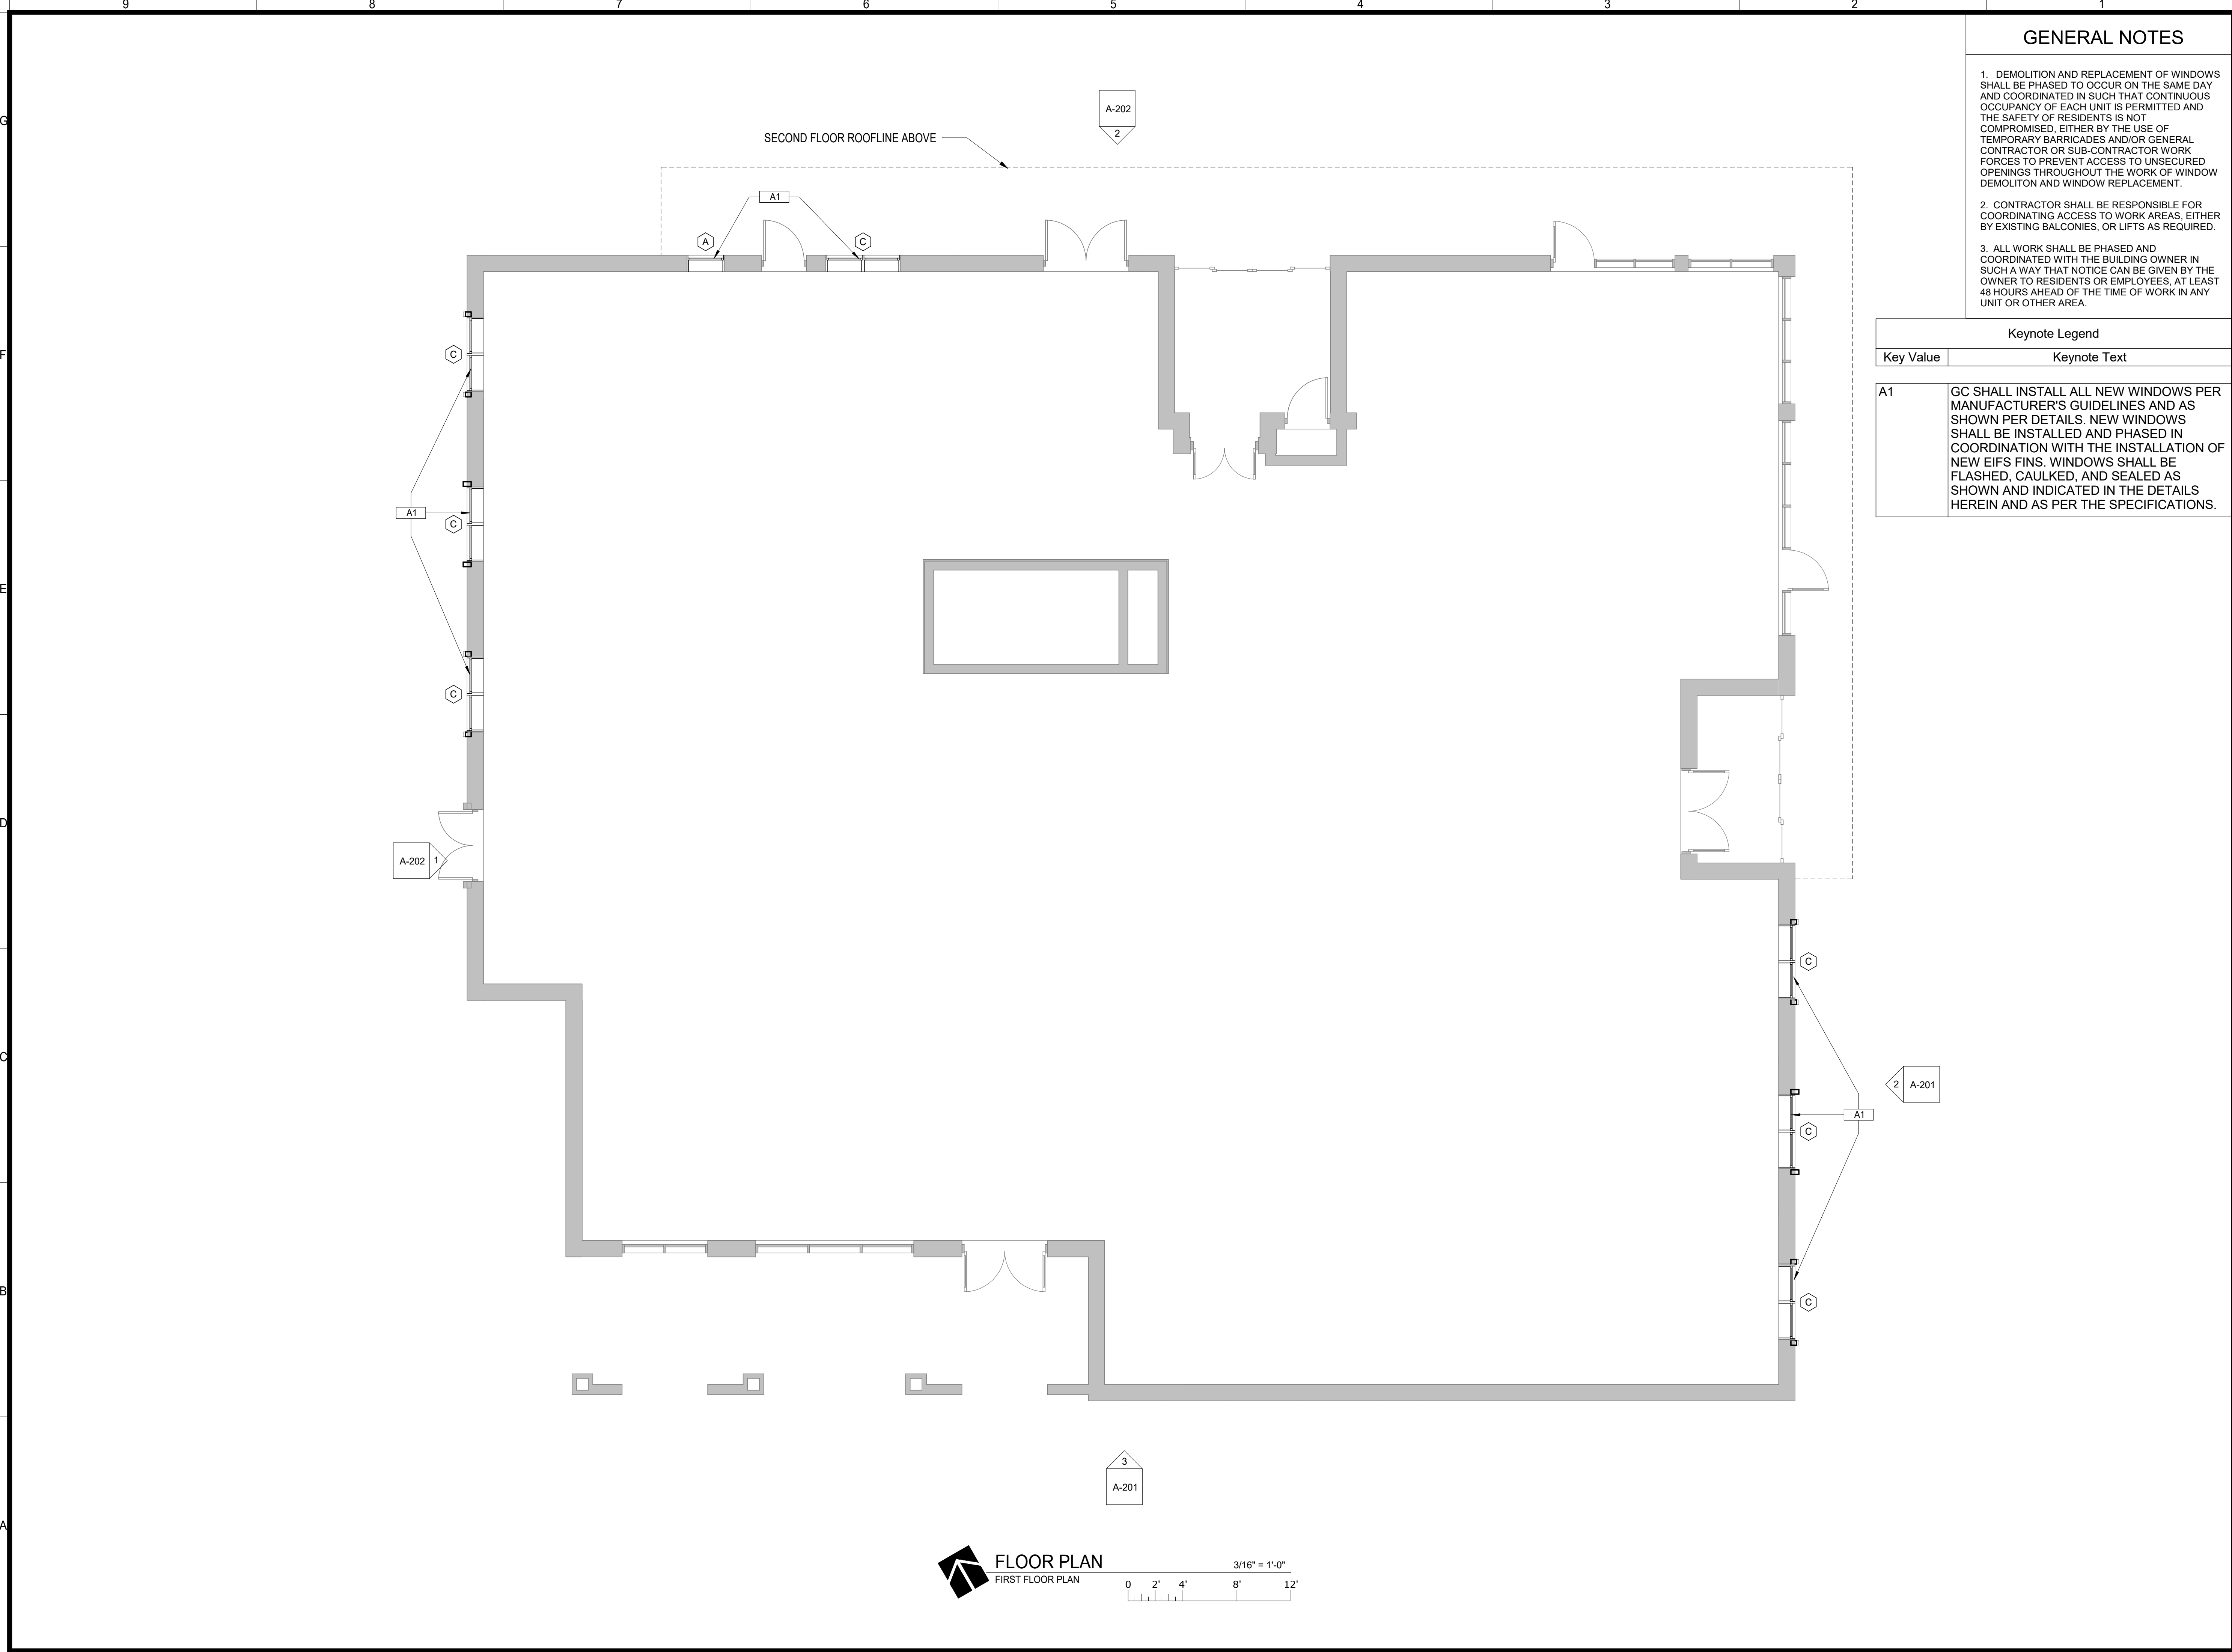 9 8 7 6 5 4 3 2 1
GENERAL NOTES
1. DEMOLITION AND REPLACEMENT OF WINDOWS
SHALL BE PHASED TO OCCUR ON THE SAME DAY
AND COORDINATED IN SUCH THAT CONTINUOUS
OCCUPANCY OF EACH UNIT IS PERMITTED AND
THE SAFETY OF RESIDENTS IS NOT
COMPROMISED, EITHER BY THE USE OF
TEMPORARY BARRICADES AND/OR GENERAL
CONTRACTOR OR SUB-CONTRACTOR WORK
FORCES TO PREVENT ACCESS TO UNSECURED
OPENINGS THROUGHOUT THE WORK OF WINDOW
DEMOLITON AND WINDOW REPLACEMENT.
2. CONTRACTOR SHALL BE RESPONSIBLE FOR
COORDINATING ACCESS TO WORK AREAS, EITHER
BY EXISTING BALCONIES, OR LIFTS AS REQUIRED.
3. ALL WORK SHALL BE PHASED AND
COORDINATED WITH THE BUILDING OWNER IN
SUCH A WAY THAT NOTICE CAN BE GIVEN BY THE
OWNER TO RESIDENTS OR EMPLOYEES, AT LEAST
48 HOURS AHEAD OF THE TIME OF WORK IN ANY
UNIT OR OTHER AREA.
Keynote Legend
Key Value Keynote Text
A1 GC SHALL INSTALL ALL NEW WINDOWS PER
MANUFACTURER'S GUIDELINES AND AS
SHOWN PER DETAILS. NEW WINDOWS
SHALL BE INSTALLED AND PHASED IN
COORDINATION WITH THE INSTALLATION OF
NEW EIFS FINS. WINDOWS SHALL BE
FLASHED, CAULKED, AND SEALED AS
SHOWN AND INDICATED IN THE DETAILS
HEREIN AND AS PER THE SPECIFICATIONS.
G
F
E
D
C
B
A
A-202
2
SECOND FLOOR ROOFLINE ABOVE
A1
A
C
C
A1
C
C
A-202 1
C
2 A-201
A1
C
C
3
A-201
FLOOR PLAN
3/16" = 1'-0"
FIRST FLOOR PLAN
0 2' 4' 8' 12'